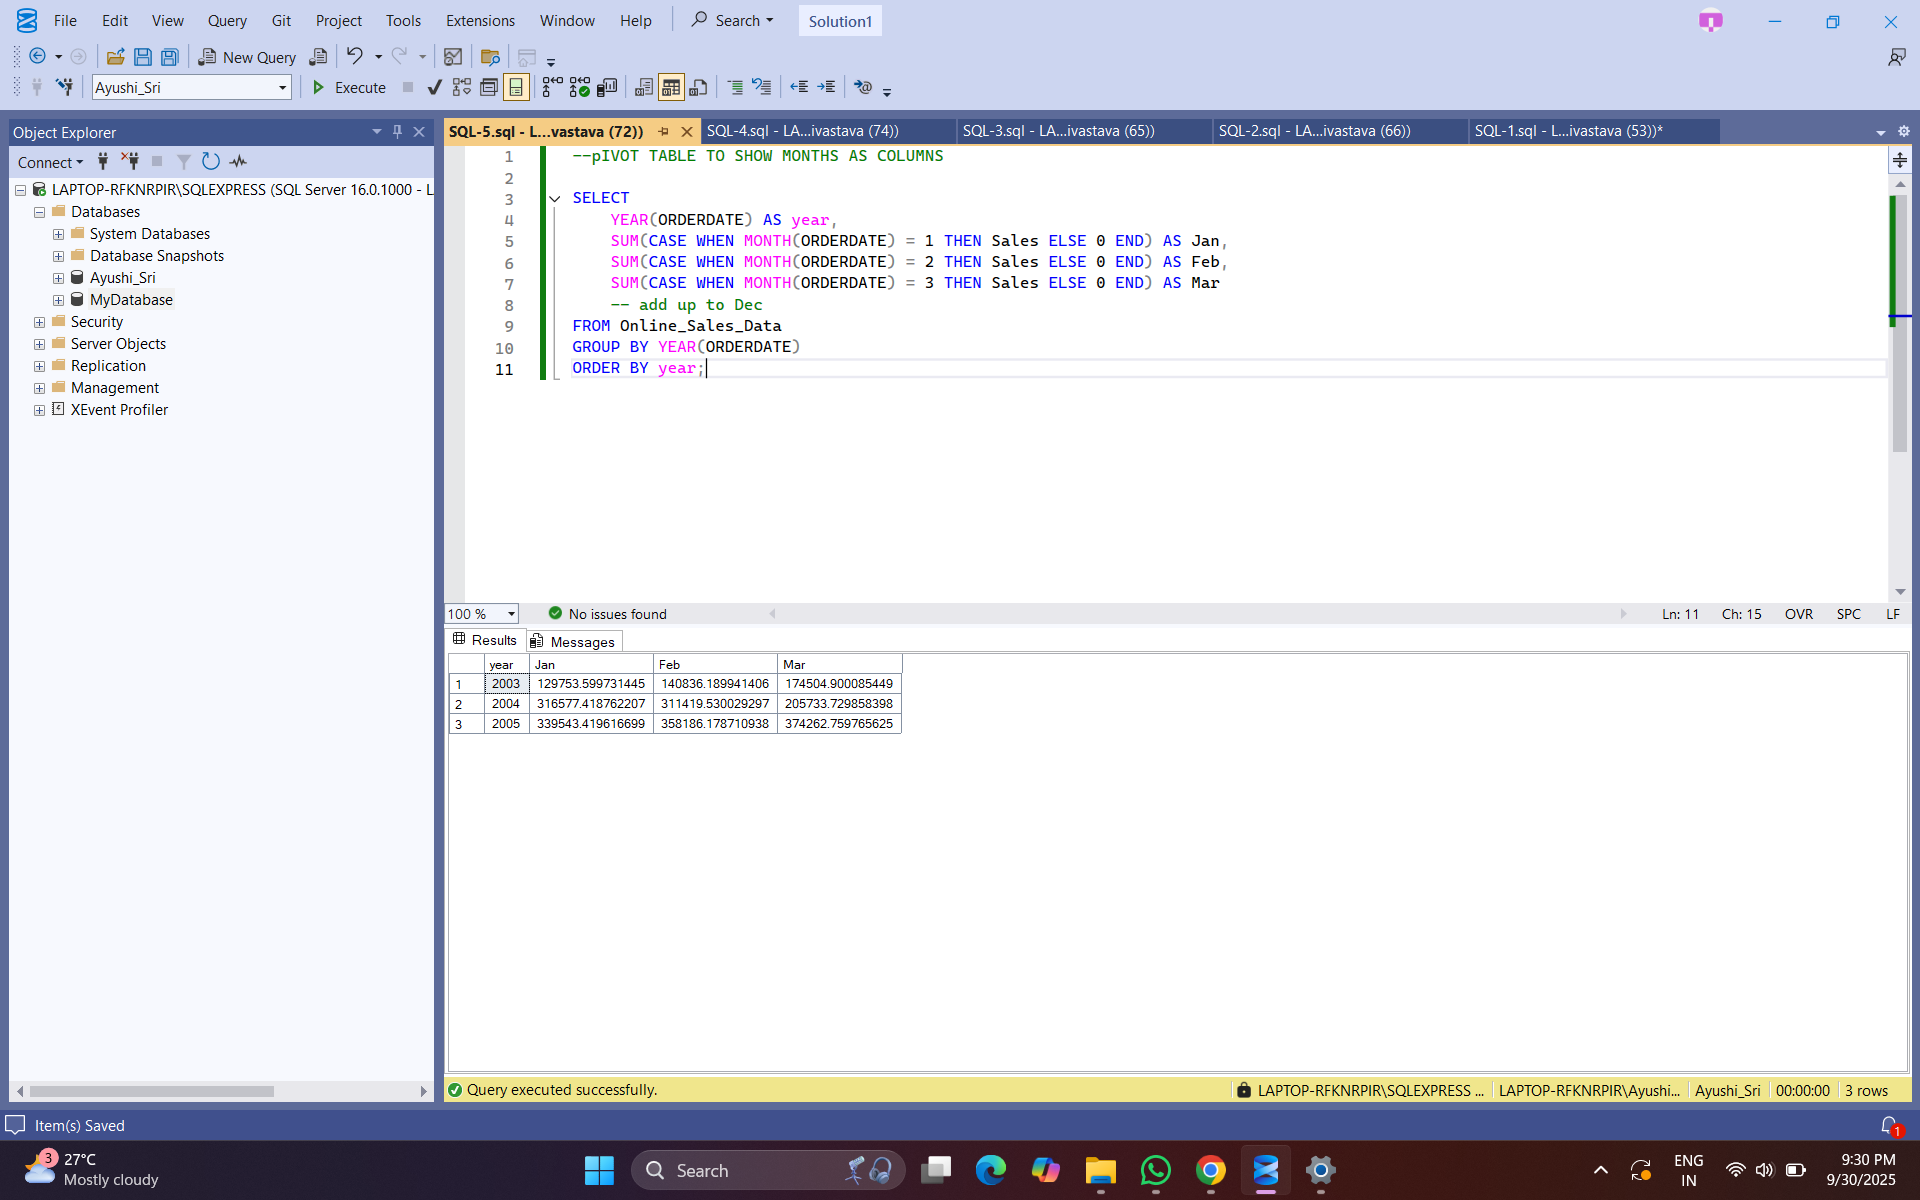 File Edit View Query Git Project Tools Extensions Window Help Search Solution1
New Query
Ayushi_Sri Execute
Object Explorer
Connect
LAPTOP-RFKNRPIR\SQLEXPRESS (SQL Server 16.0.1000 - L
Databases
System Databases
Database Snapshots
Ayushi_Sri
MyDatabase
Security
Server Objects
Replication
Management
XEvent Profiler
SQL-5.sql - L...vastava (72)) SQL-4.sql - LA...ivastava (74)) SQL-3.sql - LA...ivastava (65)) SQL-2.sql - LA...ivastava (66)) SQL-1.sql - L...ivastava (53))*
1 --pIVOT TABLE TO SHOW MONTHS AS COLUMNS
2
3 SELECT
4 YEAR(ORDERDATE) AS year,
5 SUM(CASE WHEN MONTH(ORDERDATE) = 1 THEN Sales ELSE 0 END) AS Jan,
6 SUM(CASE WHEN MONTH(ORDERDATE) = 2 THEN Sales ELSE 0 END) AS Feb,
7 SUM(CASE WHEN MONTH(ORDERDATE) = 3 THEN Sales ELSE 0 END) AS Mar
8 -- add up to Dec
9 FROM Online_Sales_Data
10 GROUP BY YEAR(ORDERDATE)
11 ORDER BY year;
100 % No issues found Ln: 11 Ch: 15 OVR SPC LF
Results Messages
year Jan Feb Mar
1 2003 129753.599731445 140836.189941406 174504.900085449
2 2004 316577.418762207 311419.530029297 205733.729858398
3 2005 339543.419616699 358186.178710938 374262.759765625
Query executed successfully. LAPTOP-RFKNRPIR\SQLEXPRESS ... LAPTOP-RFKNRPIR\Ayushi... Ayushi_Sri 00:00:00 3 rows
Item(s) Saved 1
3 27°C
Mostly cloudy
Search
ENG
IN
9:30 PM
9/30/2025